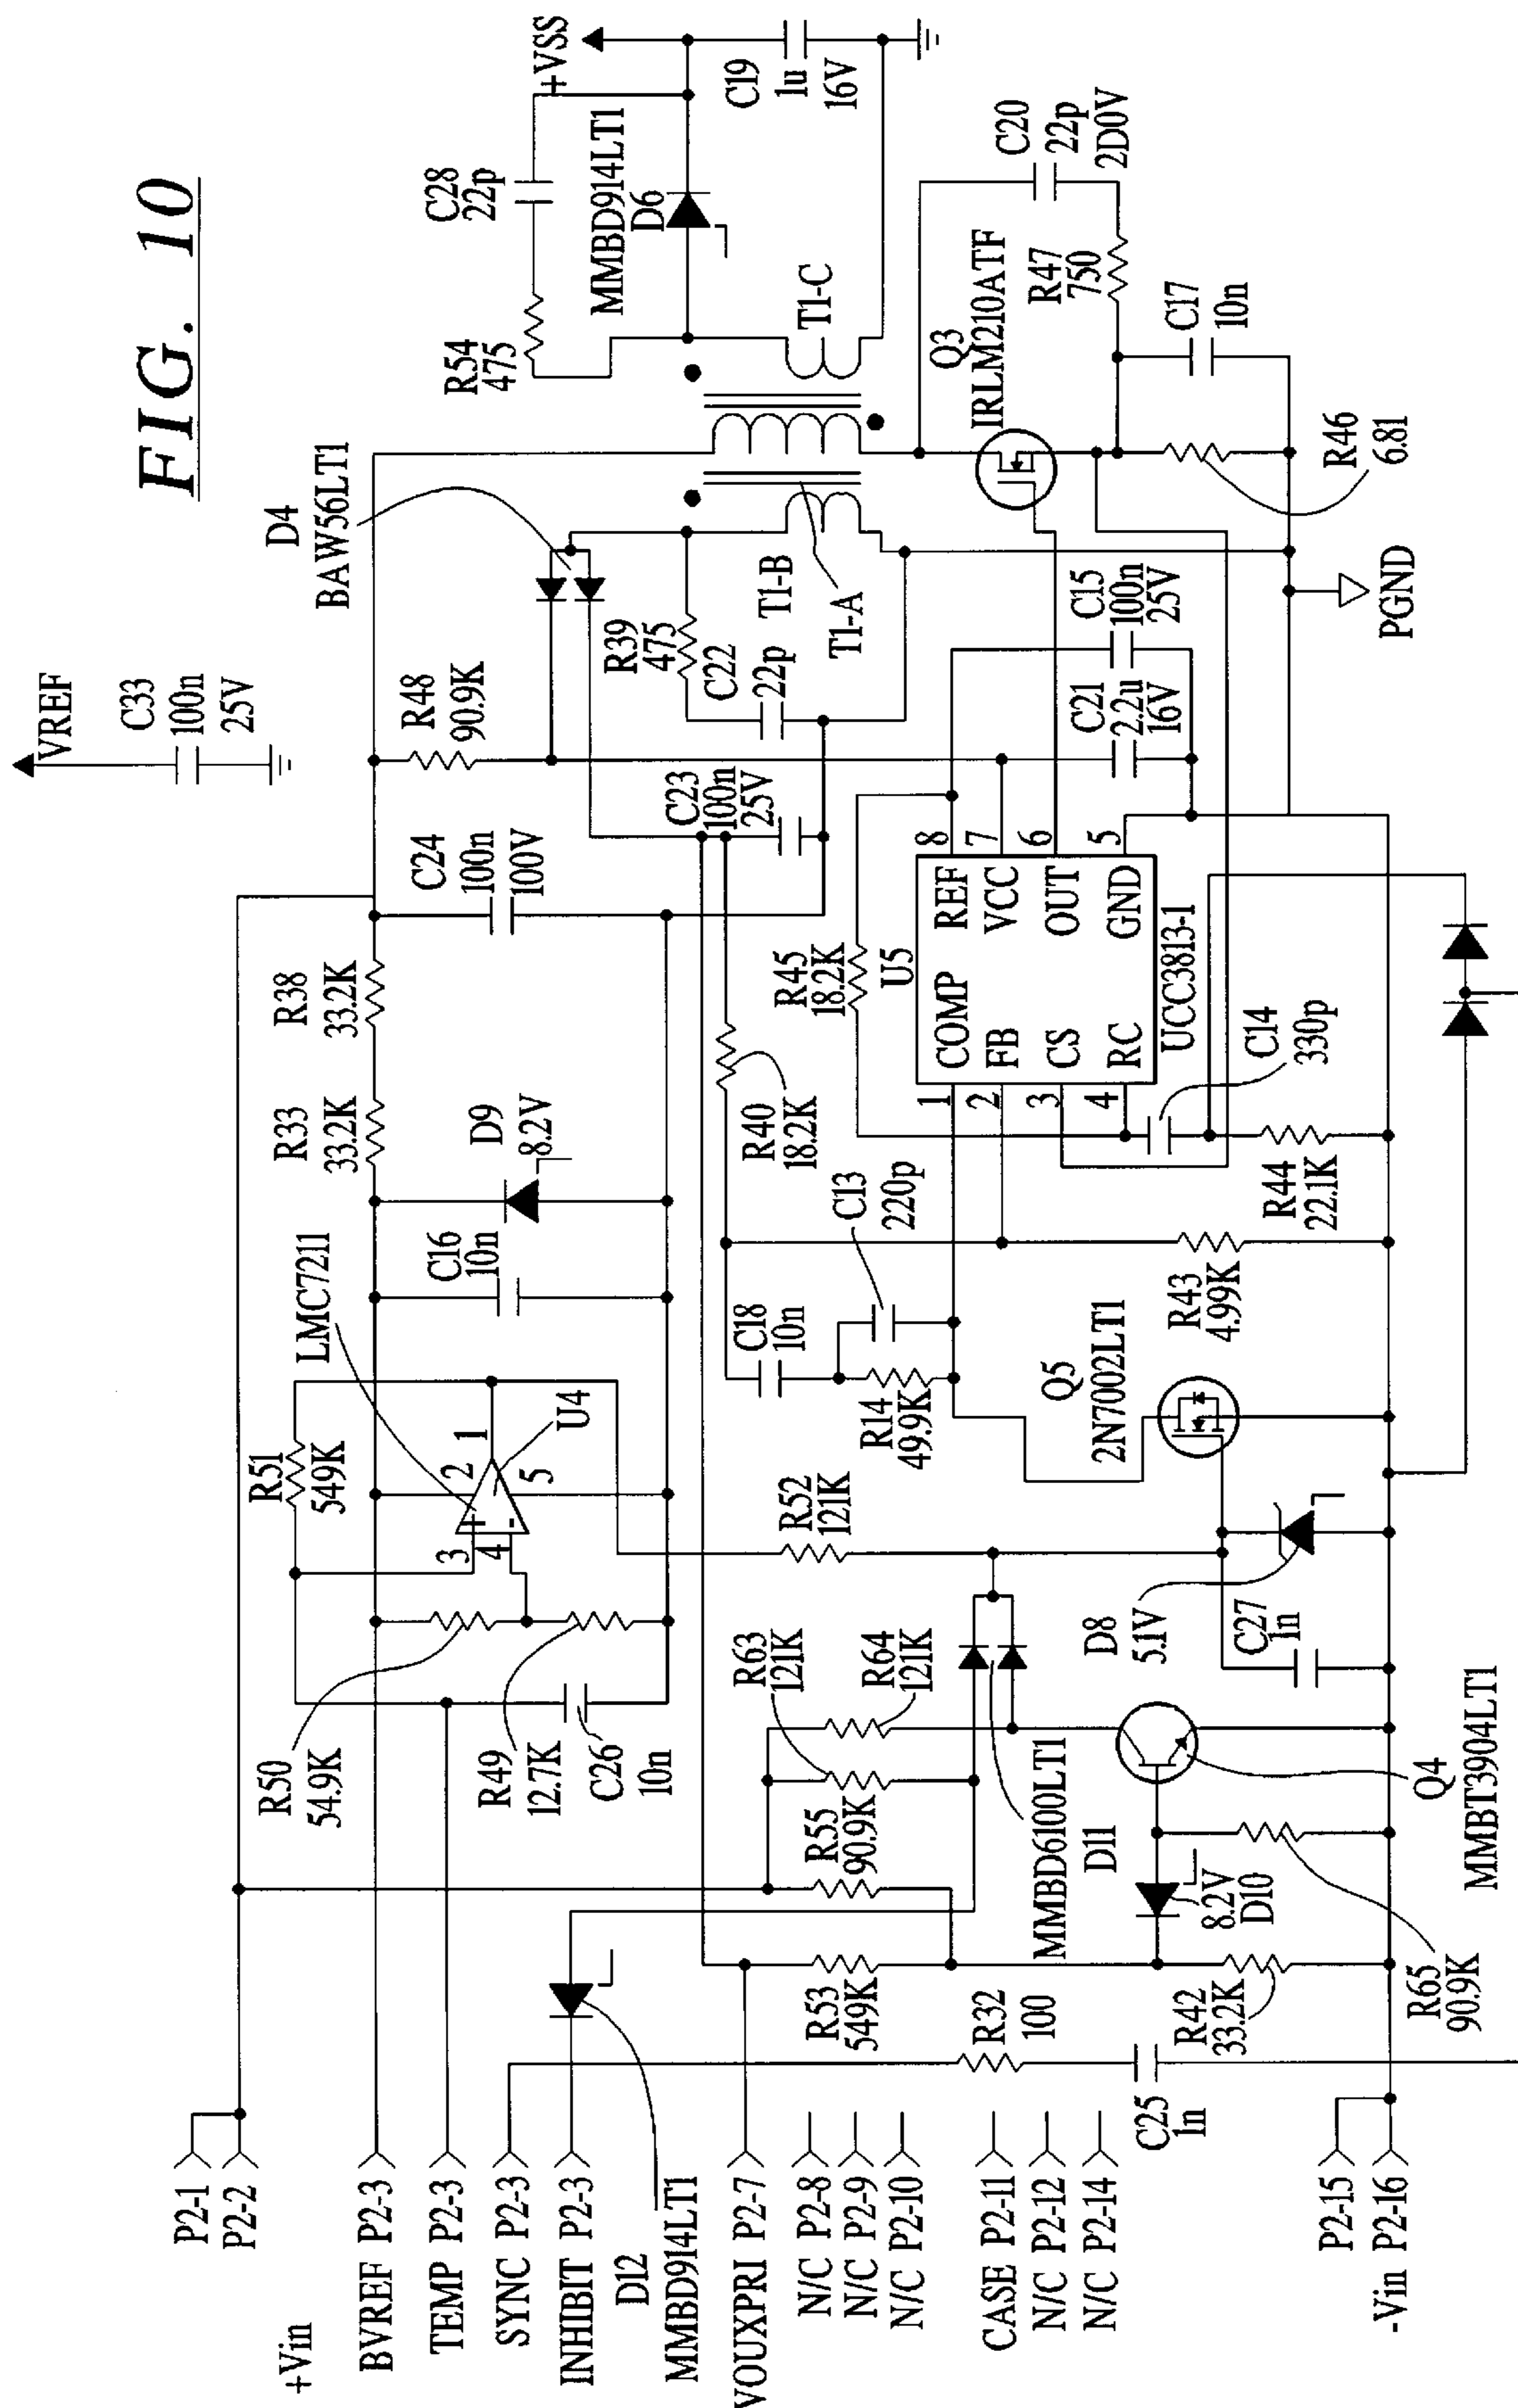 FIG. 10
VREF
C33
100n
25V
+VSS
C28
22p
R54
475
MMBD914LT1
D6
C19
1u
16V
T1-C
D4
BAW56LT1
R48
90.9K
R39
475
C22
22p
T1-B
T1-A
C20
22p
2D0V
R47
750
Q3
IRLM210ATF
C17
10n
R46
6.81
C24
100n
100V
C23
100n
25V
R38
33.2K
R33
33.2K
D9
8.2V
C16
10n
LMC7211
U4
R51
549K
1
2
3
4
5
+
-
R50
54.9K
R49
12.7K
C26
10n
C15
100n
25V
C21
2.2u
16V
PGND
R45
18.2K
U5
COMP
FB
CS
RC
REF
VCC
OUT
GND
1
2
3
4
8
7
6
5
UCC3813-1
C14
330p
R40
18.2K
C13
220p
C18
10n
R14
49.9K
R44
22.1K
R43
4.99K
Q5
2N7002LT1
R52
121K
D8
5.1V
C27
1n
R63
121K
R64
121K
R55
90.9K
MMBD6100LT1
D11
8.2V
D10
Q4
MMBT3904LT1
R65
90.9K
R53
549K
R32
100
R42
33.2K
C25
1n
P2-1
P2-2
+Vin
BVREF P2-3
TEMP P2-3
SYNC P2-3
INHIBIT P2-3
D12
MMBD914LT1
VOUXPRI P2-7
N/C P2-8
N/C P2-9
N/C P2-10
CASE P2-11
N/C P2-12
N/C P2-14
P2-15
-Vin P2-16